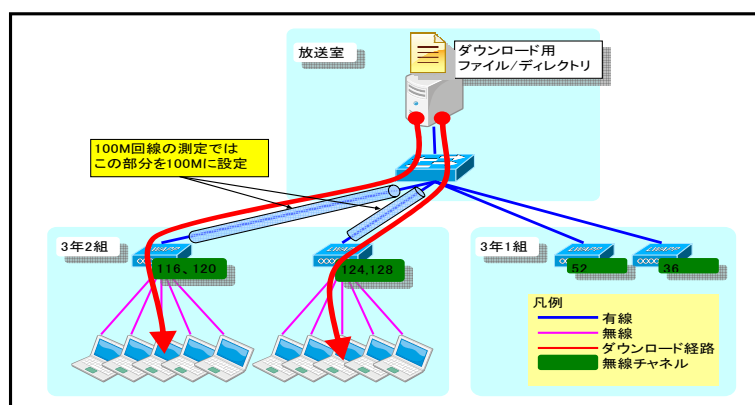 放送室
ダウンロード用
ファイル/ディレクトリ
100M回線の測定では
この部分を100Mに設定
3年2組
116、120
124,128
3年1組
52
36
凡例
有線
無線
ダウンロード経路
無線チャネル